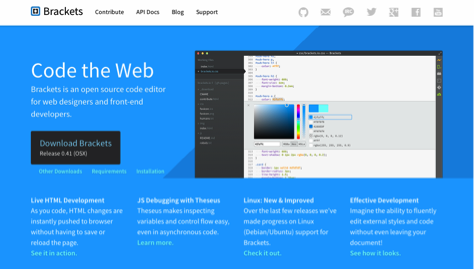 Brackets
Contribute
API Docs
Blog
Support
Code the Web
Brackets is an open source code editor
for web designers and front-end
developers.
Download Brackets
Release 0.41 (OSX)
Other Downloads
Requirements
Installation
Live HTML Development
As you code, HTML changes are
instantly pushed to browser
without having to save or
reload the page.
See it in action.
JS Debugging with Theseus
Theseus makes inspecting
variables and control flow easy,
even in asynchronous code.
Learn more.
Linux: New & Improved
Over the last few releases we've
made progress on Linux
(Debian/Ubuntu) support for
Brackets.
Check it out.
Effective Development
Imagine the ability to fluently
edit external styles and code
without even leaving your
document!
See how it looks.